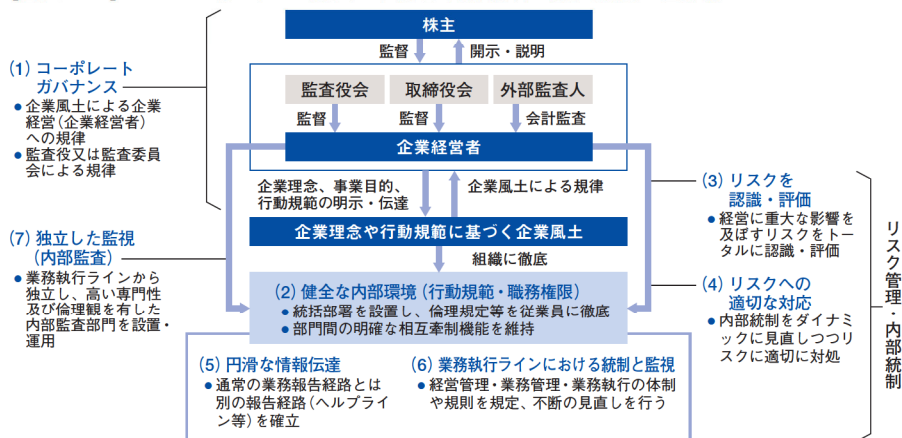 株主
監督
開示・説明
(1) コーポレート
ガバナンス
● 企業風土による企業
経営(企業経営者)
への規律
● 監査役又は監査委員
会による規律
監査役会
取締役会
外部監査人
監督
監督
会計監査
企業経営者
企業理念、事業目的、
行動規範の明示・伝達
企業風土による規律
企業理念や行動規範に基づく企業風土
組織に徹底
(2) 健全な内部環境(行動規範・職務権限)
● 統括部署を設置し、倫理規定等を従業員に徹底
● 部門間の明確な相互牽制機能を維持
(3) リスクを
認識・評価
● 経営に重大な影響を
及ぼすリスクをトー
タルに認識・評価
(4) リスクへの
適切な対応
● 内部統制をダイナミ
ックに見直しつつリ
スクに適切に対処
リスク管理・内部統制
(7) 独立した監視
(内部監査)
● 業務執行ラインから
独立し、高い専門性
及び倫理観を有した
内部監査部門を設置・
運用
(5) 円滑な情報伝達
● 通常の業務報告経路とは
別の報告経路(ヘルプライ
ン等)を確立
(6) 業務執行ラインにおける統制と監視
● 経営管理・業務管理・業務執行の体制
や規則を規定、不断の見直しを行う